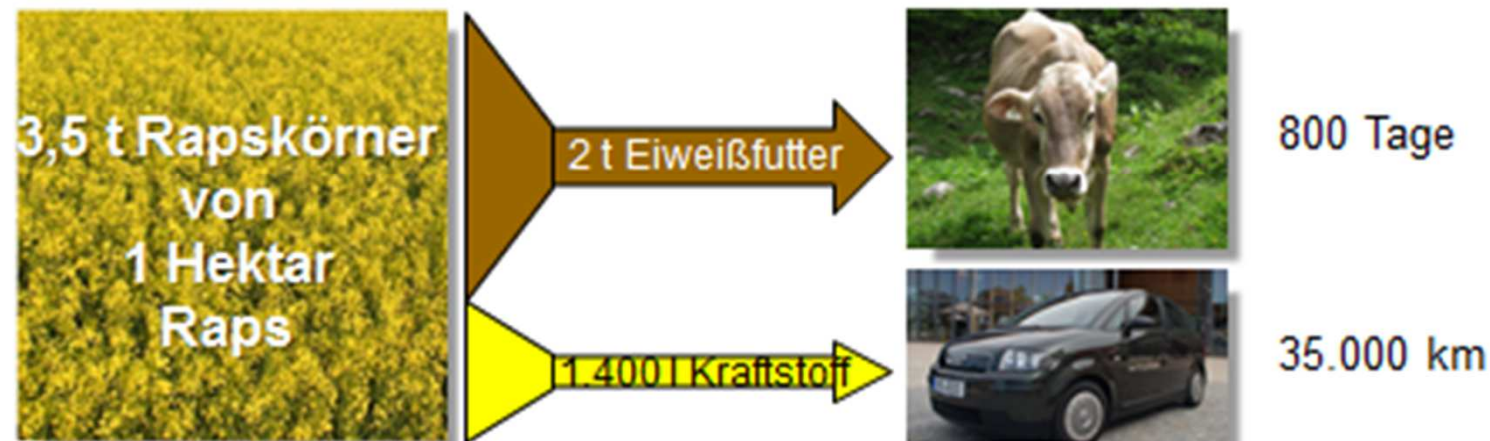 3,5 t Rapskörner
von
1 Hektar
Raps
2 t Eiweißfutter
800 Tage
1.400 l Kraftstoff
35.000 km